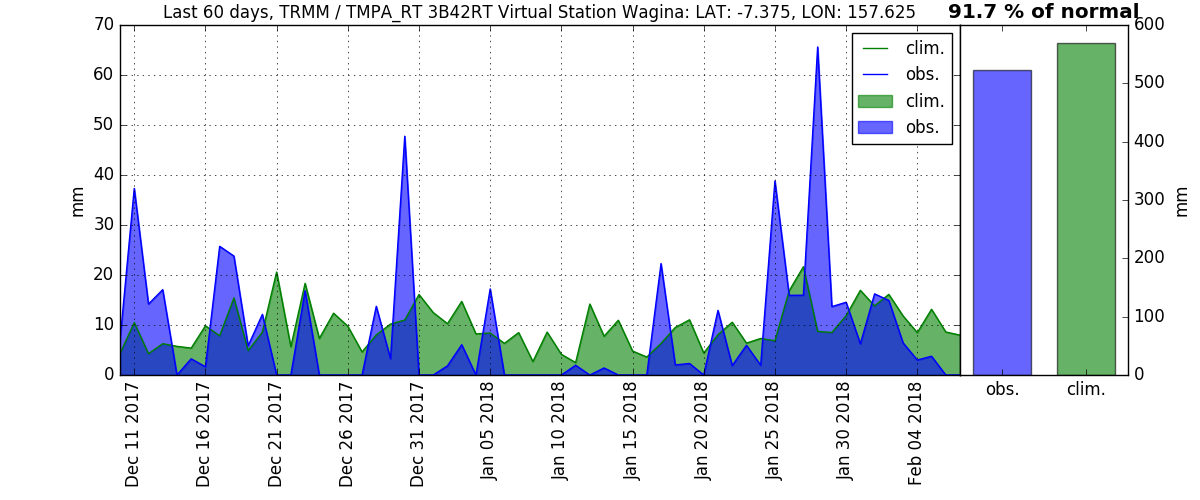 Last 60 days, TRMM / TMPA_RT 3B42RT Virtual Station Wagina: LAT: -7.375, LON: 157.625
91.7 % of normal
70
60
50
40
30
20
10
0
mm
clim.
obs.
clim.
obs.
Dec 11 2017
Dec 16 2017
Dec 21 2017
Dec 26 2017
Dec 31 2017
Jan 05 2018
Jan 10 2018
Jan 15 2018
Jan 20 2018
Jan 25 2018
Jan 30 2018
Feb 04 2018
600
500
400
300
200
100
0
mm
obs.
clim.